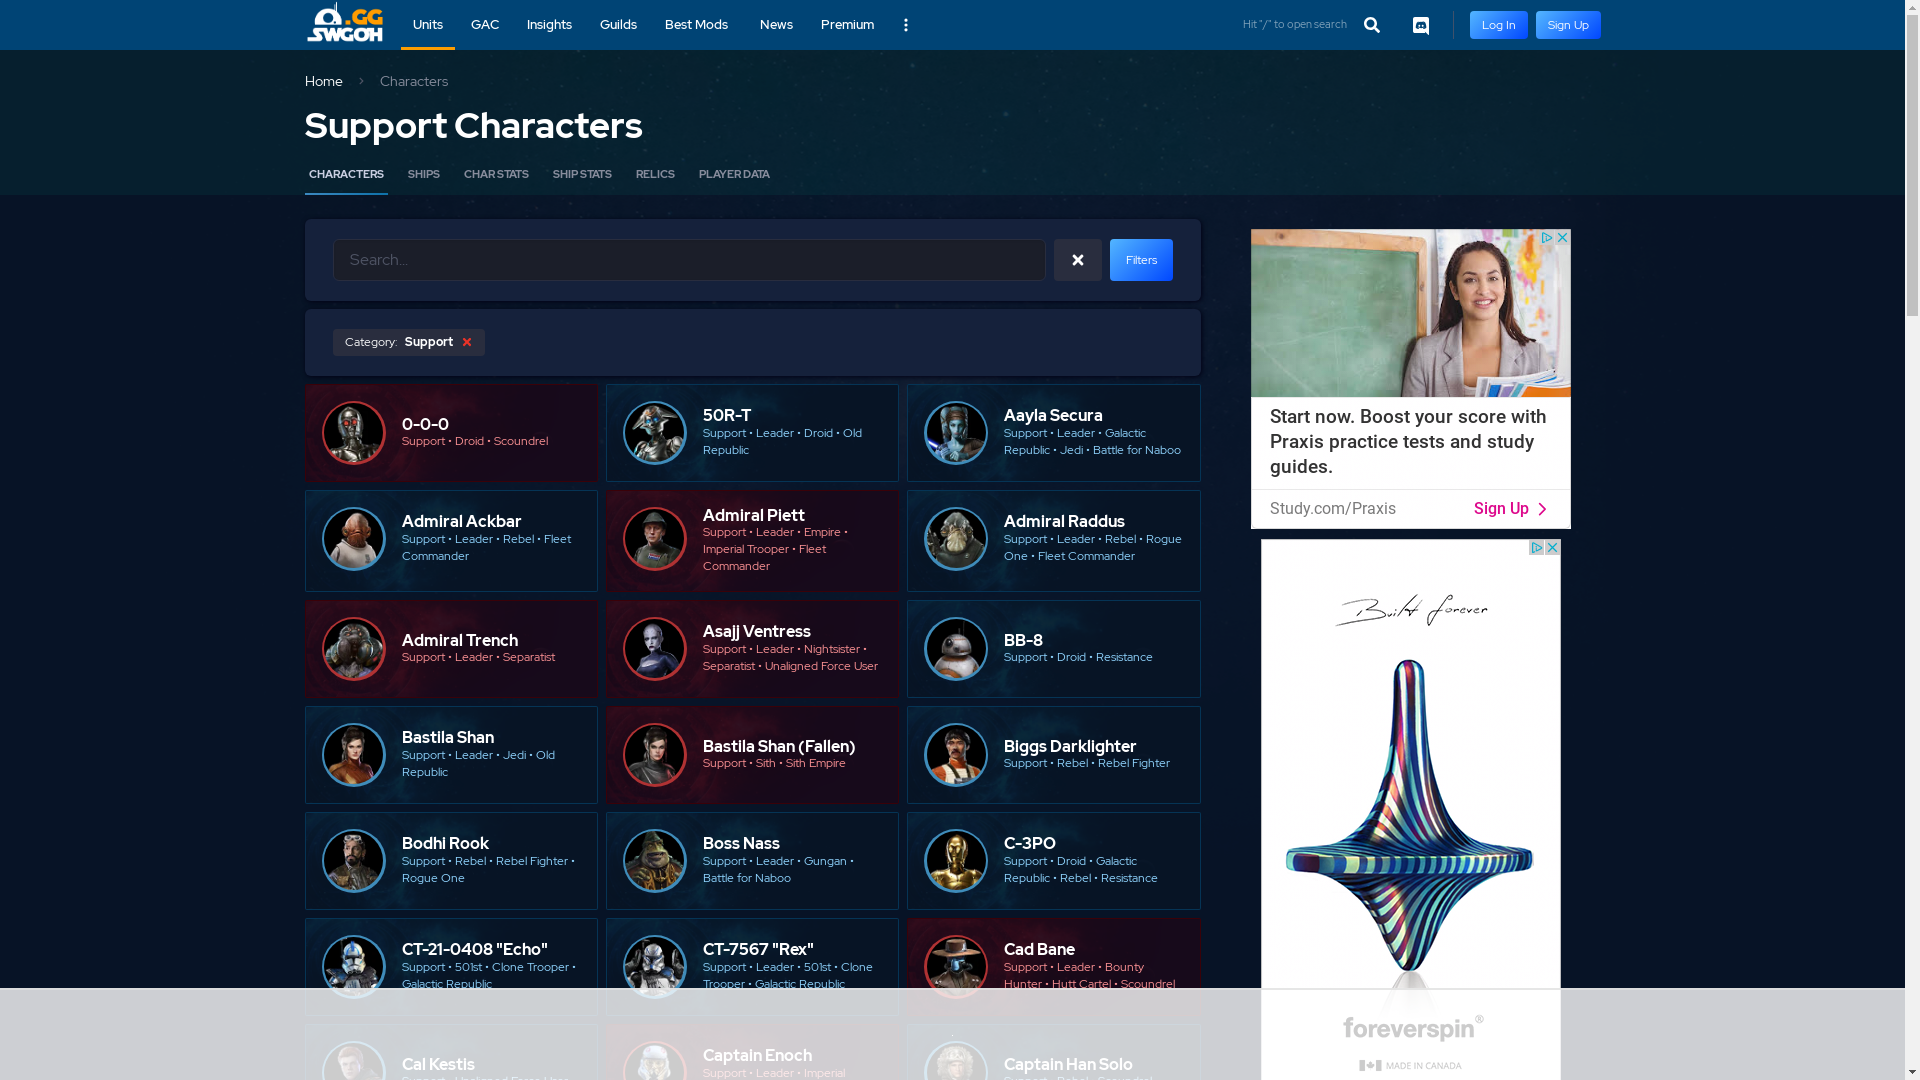 .GG
SWGOH
Units
GAC
Insights
Guilds
Best Mods
News
Premium
Hit "/" to open search
Log In
Sign Up
Home
Characters
Support Characters
CHARACTERS
SHIPS
CHAR STATS
SHIP STATS
RELICS
PLAYER DATA
Search...
Filters
Category: Support
0-0-0
Support • Droid • Scoundrel
50R-T
Support • Leader • Droid • Old
Republic
Aayla Secura
Support • Leader • Galactic
Republic • Jedi • Battle for Naboo
Admiral Ackbar
Support • Leader • Rebel • Fleet
Commander
Admiral Piett
Support • Leader • Empire •
Imperial Trooper • Fleet
Commander
Admiral Raddus
Support • Leader • Rebel • Rogue
One • Fleet Commander
Admiral Trench
Support • Leader • Separatist
Asajj Ventress
Support • Leader • Nightsister •
Separatist • Unaligned Force User
BB-8
Support • Droid • Resistance
Bastila Shan
Support • Leader • Jedi • Old
Republic
Bastila Shan (Fallen)
Support • Sith • Sith Empire
Biggs Darklighter
Support • Rebel • Rebel Fighter
Bodhi Rook
Support • Rebel • Rebel Fighter •
Rogue One
Boss Nass
Support • Leader • Gungan •
Battle for Naboo
C-3PO
Support • Droid • Galactic
Republic • Rebel • Resistance
CT-21-0408 "Echo"
Support • 501st • Clone Trooper •
Galactic Republic
CT-7567 "Rex"
Support • Leader • 501st • Clone
Trooper • Galactic Republic
Cad Bane
Support • Leader • Bounty
Hunter • Hutt Cartel • Scoundrel
Cal Kestis
Support • Unaligned Force User
Captain Enoch
Support • Leader • Imperial
Captain Han Solo
Support • Rebel • Scoundrel
Start now. Boost your score with
Praxis practice tests and study
guides.
Study.com/Praxis
Sign Up
Built forever
foreverspin®
MADE IN CANADA